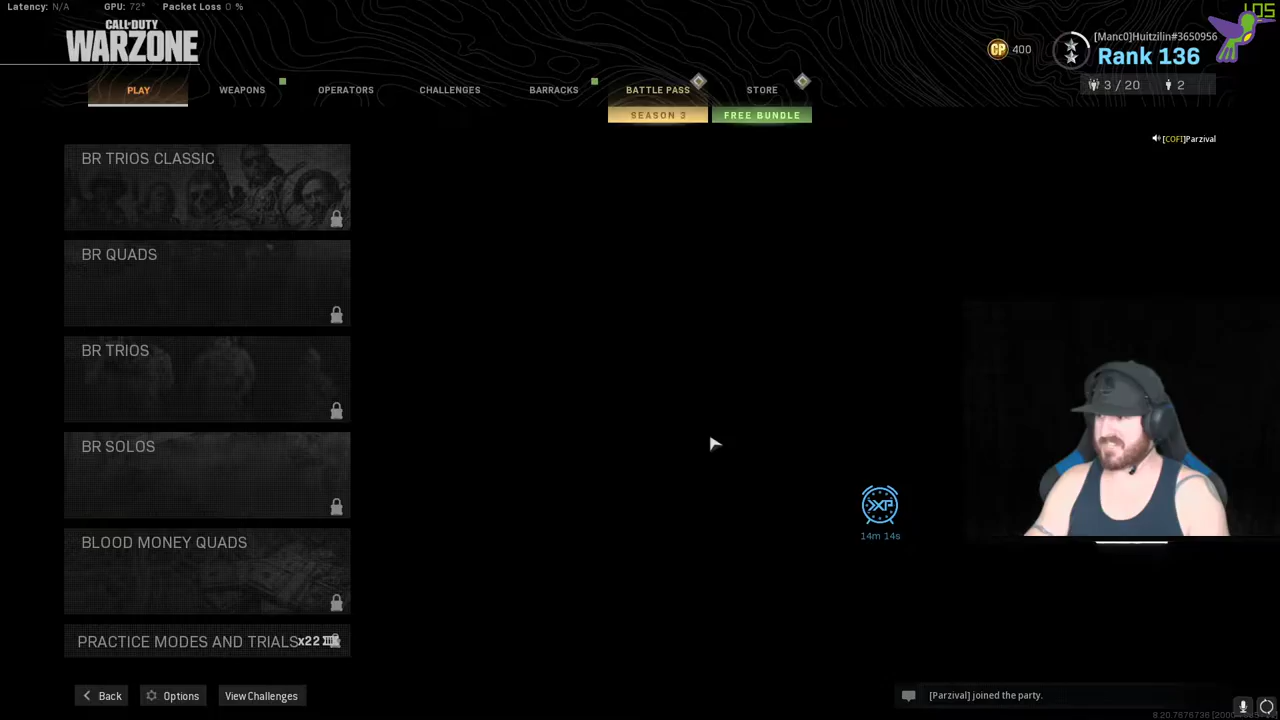 Latency: N/A GPU: 72° Packet Loss 0 %
105
CALL·DUTY
WARZONE
CP 400
[Manc0]Huitzilin#3650956
Rank 136
3 / 20 2
PLAY WEAPONS OPERATORS CHALLENGES BARRACKS BATTLE PASS STORE
SEASON 3 FREE BUNDLE
[COFI]Parzival
BR TRIOS CLASSIC
BR QUADS
BR TRIOS
BR SOLOS
XP
14m 14s
BLOOD MONEY QUADS
PRACTICE MODES AND TRIALS x22
Back Options View Challenges
[Parzival] joined the party.